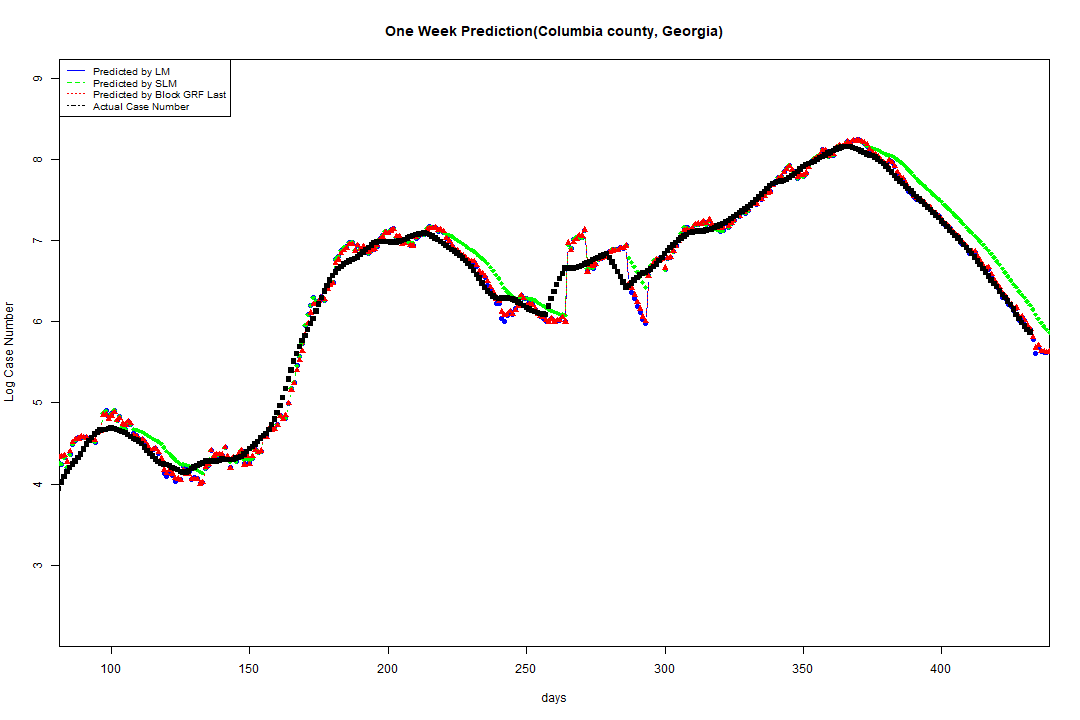 One Week Prediction(Columbia county, Georgia)
Predicted by LM
Predicted by SLM
Predicted by Block GRF Last
Actual Case Number
9
8
7
6
5
4
3
Log Case Number
100 150 200 250 300 350 400
days